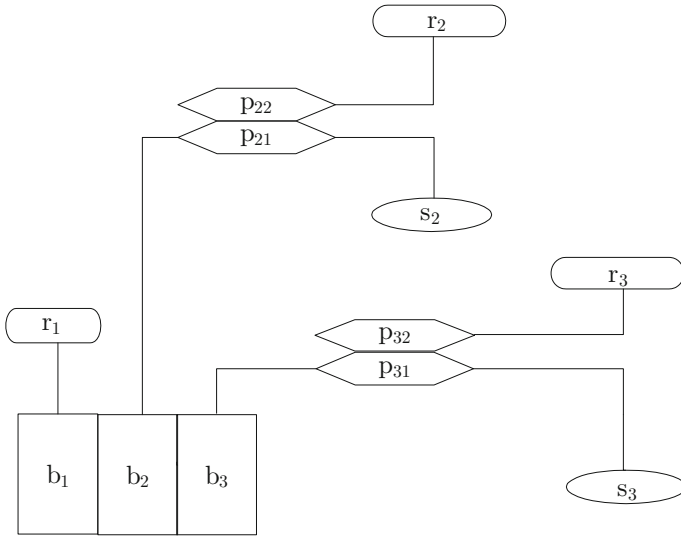 r₂
p₂₂
p₂₁
s₂
r₃
r₁
p₃₂
p₃₁
b₁ b₂ b₃
s₃